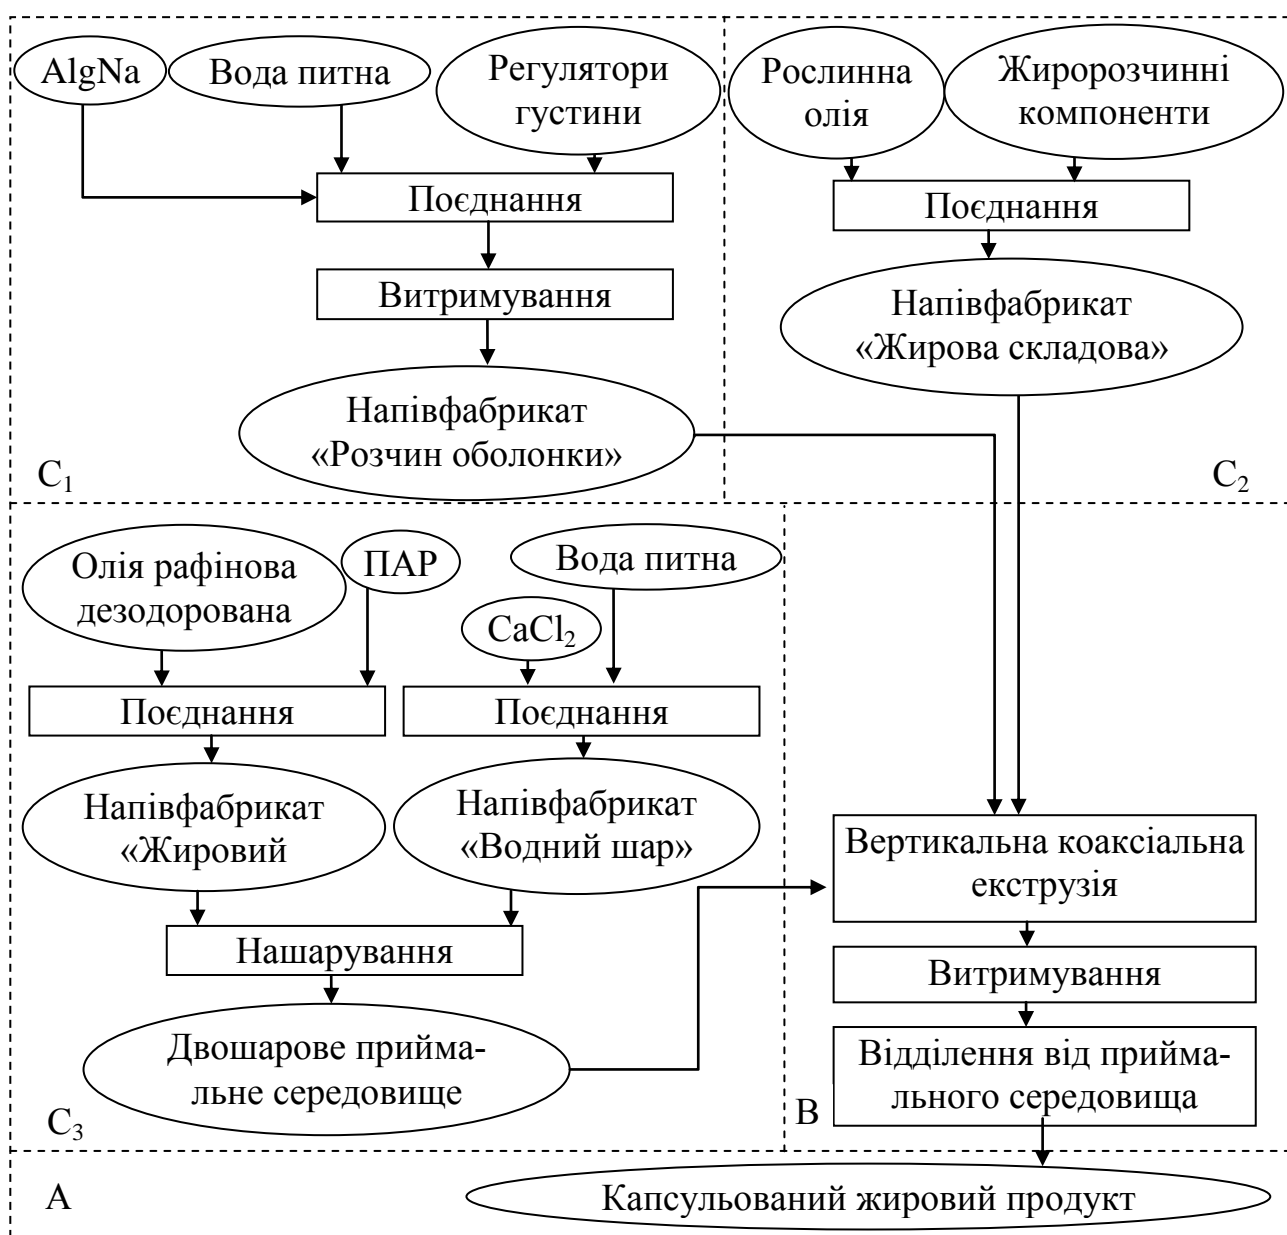 AlgNa
Вода питна
Регулятори
густини
Поєднання
Витримування
Напівфабрикат
«Розчин оболонки»
C₁
Рослинна
олія
Жиророзчинні
компоненти
Поєднання
Напівфабрикат
«Жирова складова»
C₂
Олія рафінова
дезодорована
ПАР
Вода питна
CaCl₂
Поєднання
Поєднання
Напівфабрикат
«Жировий
Напівфабрикат
«Водний шар»
Нашарування
Двошарове прийма-
льне середовище
C₃
Вертикальна коаксіальна
екструзія
Витримування
Відділення від прийма-
льного середовища
B
A
Капсульований жировий продукт